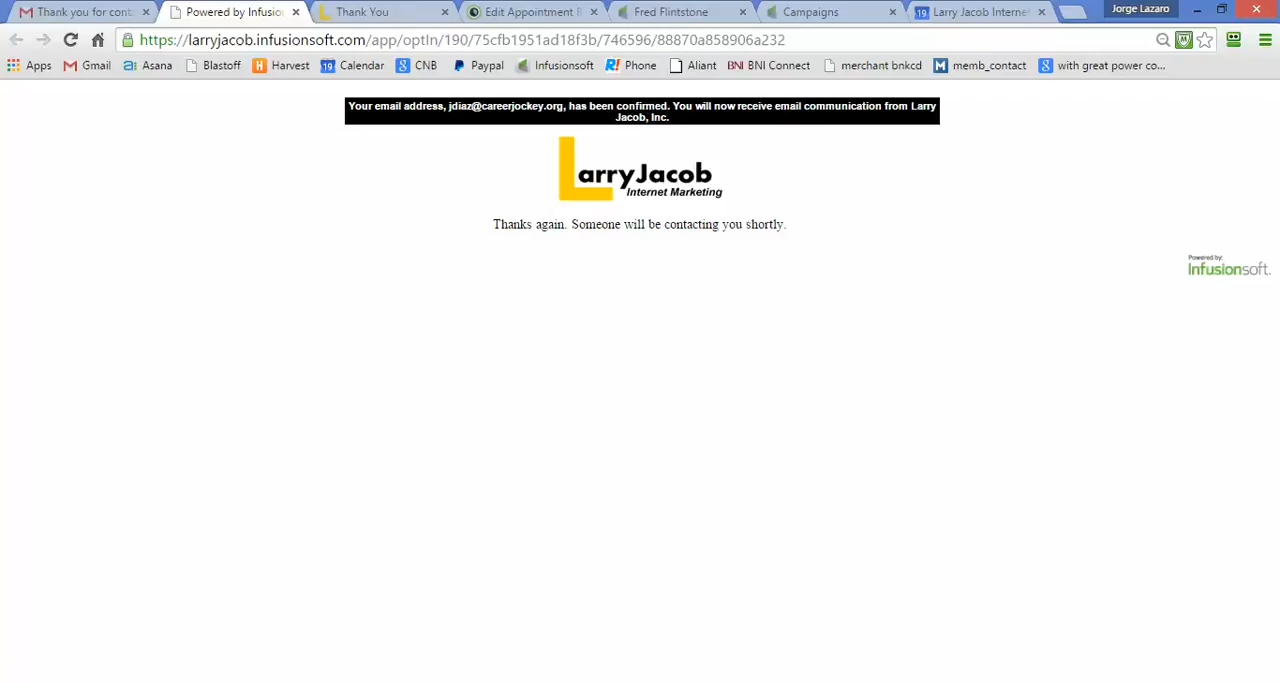 Thank you for cont
Powered by Infusio
Thank You
Edit Appointment B
Fred Flintstone
Campaigns
Larry Jacob Interne
Jorge Lazaro
https://larryjacob.infusionsoft.com/app/optIn/190/75cfb1951ad18f3b/746596/88870a858906a232
Apps Gmail Asana Blastoff Harvest Calendar CNB Paypal Infusionsoft Phone Aliant BNI Connect merchant bnkcd memb_contact with great power co...
Your email address, jdiaz@careerjockey.org, has been confirmed. You will now receive email communication from Larry
Jacob, Inc.
LarryJacob
Internet Marketing
Thanks again. Someone will be contacting you shortly.
Powered by:
Infusionsoft.